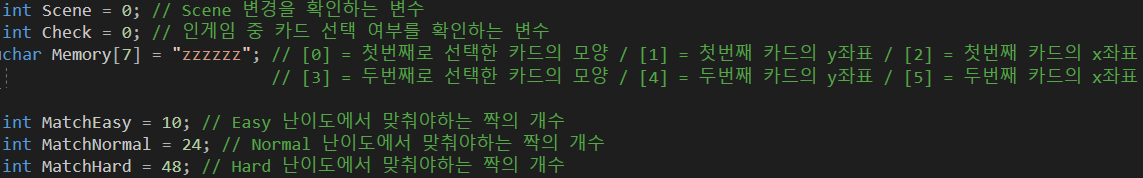 int Scene = 0; // Scene 변경을 확인하는 변수
int Check = 0; // 인게임 중 카드 선택 여부를 확인하는 변수
char Memory[7] = "zzzzzz"; // [0] = 첫번째로 선택한 카드의 모양 / [1] = 첫번째 카드의 y좌표 / [2] = 첫번째 카드의 x좌표
// [3] = 두번째로 선택한 카드의 모양 / [4] = 두번째 카드의 y좌표 / [5] = 두번째 카드의 x좌표
int MatchEasy = 10; // Easy 난이도에서 맞춰야하는 짝의 개수
int MatchNormal = 24; // Normal 난이도에서 맞춰야하는 짝의 개수
int MatchHard = 48; // Hard 난이도에서 맞춰야하는 짝의 개수